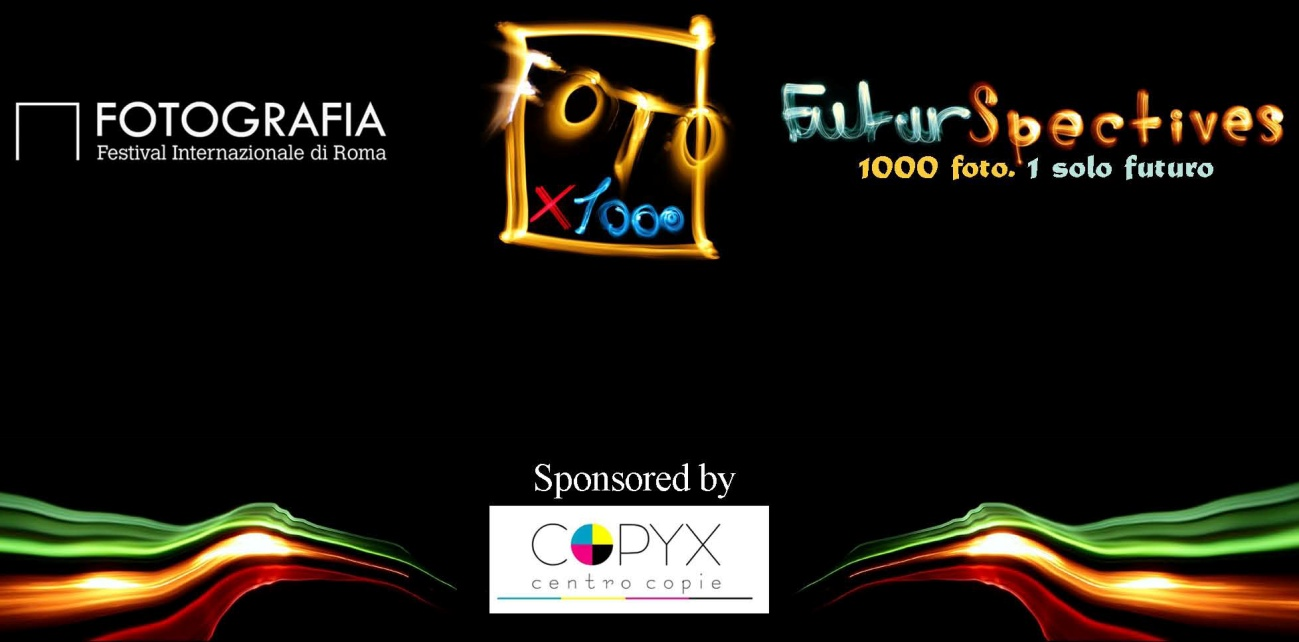 FOTOGRAFIA
Festival Internazionale di Roma
FOTO
x1000
FuturSpectives
1000 foto. 1 solo futuro
Sponsored by
COPYX
centro copie